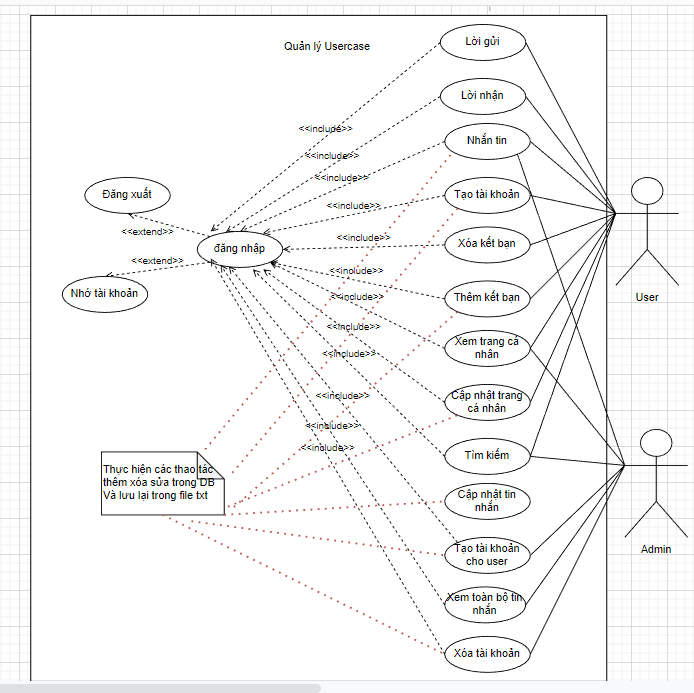 Quản lý Usercase
Lời gửi
Lời nhận
<<include>>
Nhắn tin
<<include>>
<<include>>
Đăng xuất
Tạo tài khoản
<<include>>
<<extend>>
<<include>>
đăng nhập
Xóa kết bạn
<<extend>>
<<include>>
Nhớ tài khoản
Thêm kết bạn
<<include>>
User
<<include>>
Xem trang cá
nhân
<<include>>
Cập nhật trang
cá nhân
<<include>>
<<include>>
<<include>>
Tìm kiếm
Thực hiện các thao tác
thêm xóa sửa trong DB
Và lưu lại trong file txt
Cập nhật tin
nhắn
Tạo tài khoản
cho user
Admin
Xem toàn bộ tin
nhắn
Xóa tài khoản